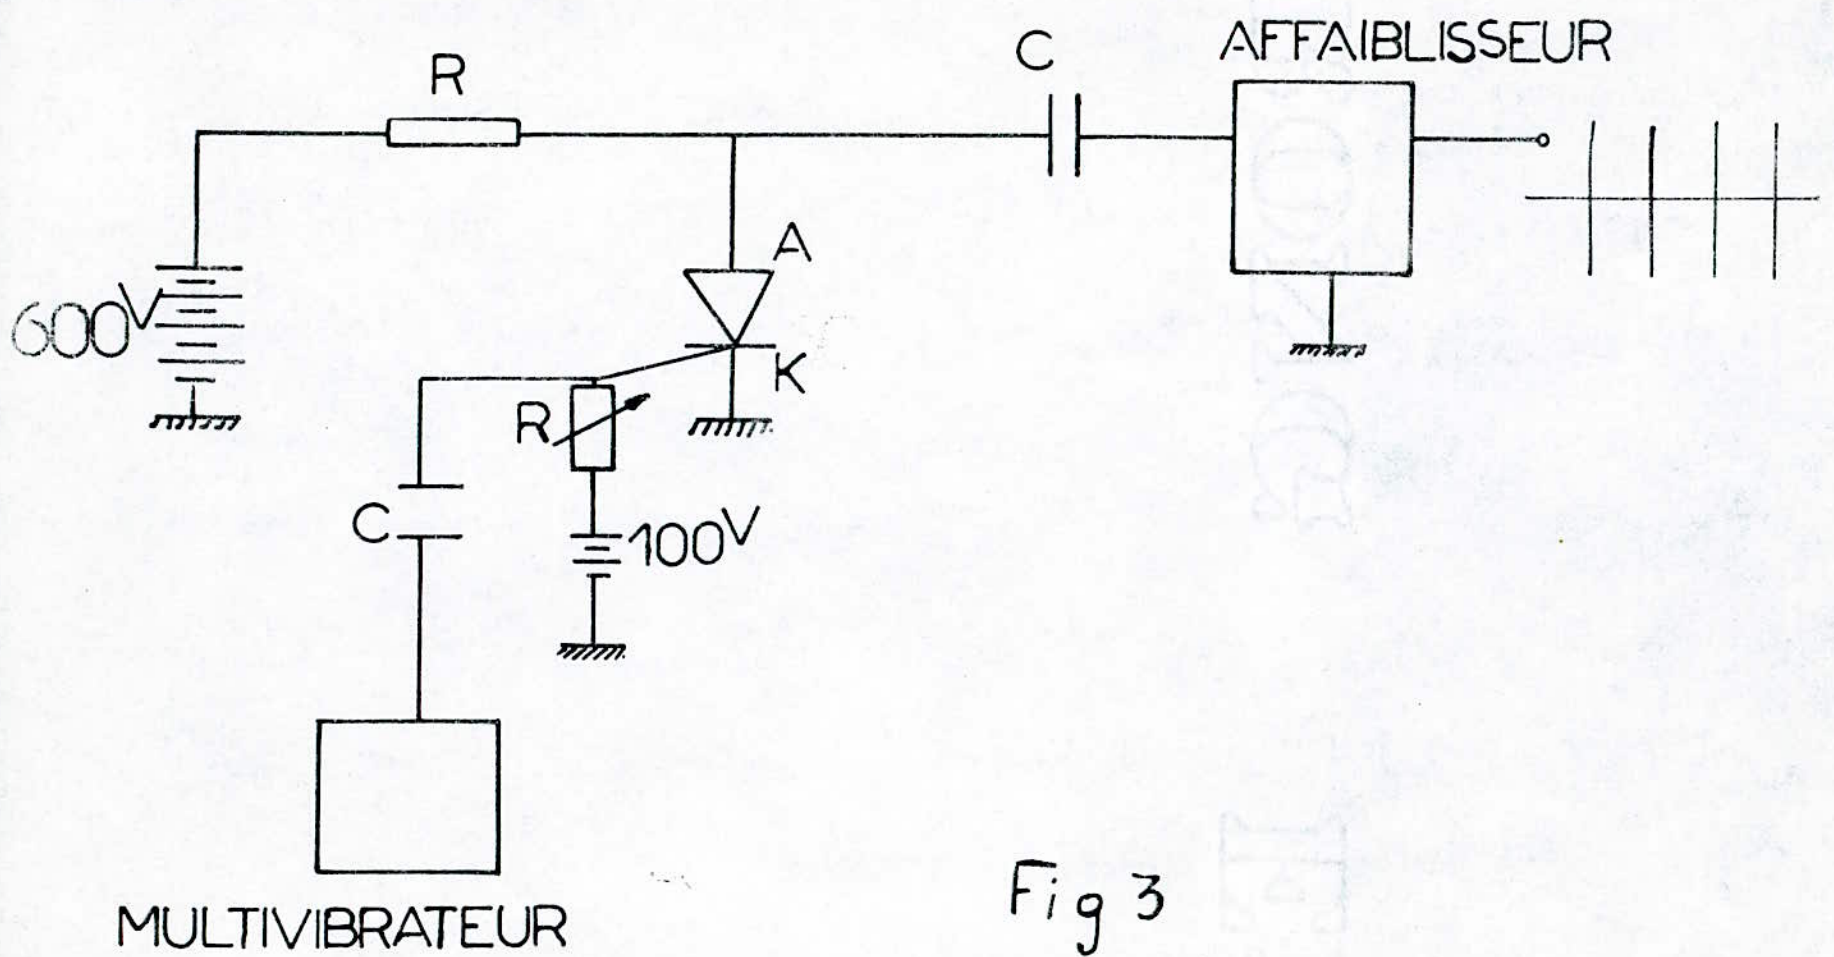 R
C
AFFAIBLISSEUR
A
600V
K
R
C
100V
MULTIVIBRATEUR
Fig 3